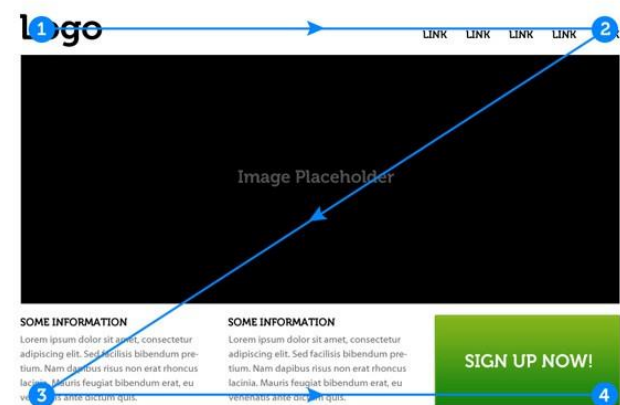 Logo
LINK LINK LINK LINK
1
2
Image Placeholder
SOME INFORMATION
Lorem ipsum dolor sit amet, consectetur
adipiscing elit. Sed facilisis bibendum pre-
tium. Nam dapibus risus non erat rhoncus
lacinia. Mauris feugiat bibendum erat, eu
ante dictum quis.
SOME INFORMATION
Lorem ipsum dolor sit amet, consectetur
adipiscing elit. Sed facilisis bibendum pre-
tium. Nam dapibus risus non erat rhoncus
lacinia. Mauris feugiat bibendum erat, eu
venenatis ante dictum quis.
SIGN UP NOW!
3
4